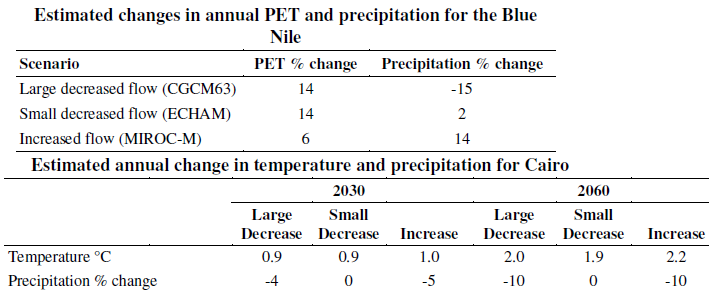 Estimated changes in annual PET and precipitation for the Blue
Nile
Scenario PET % change Precipitation % change
Large decreased flow (CGCM63) 14 -15
Small decreased flow (ECHAM) 14 2
Increased flow (MIROC-M) 6 14
Estimated annual change in temperature and precipitation for Cairo
2030 2060
Large Small Large Small
Decrease Decrease Increase Decrease Decrease Increase
Temperature °C 0.9 0.9 1.0 2.0 1.9 2.2
Precipitation % change -4 0 -5 -10 0 -10